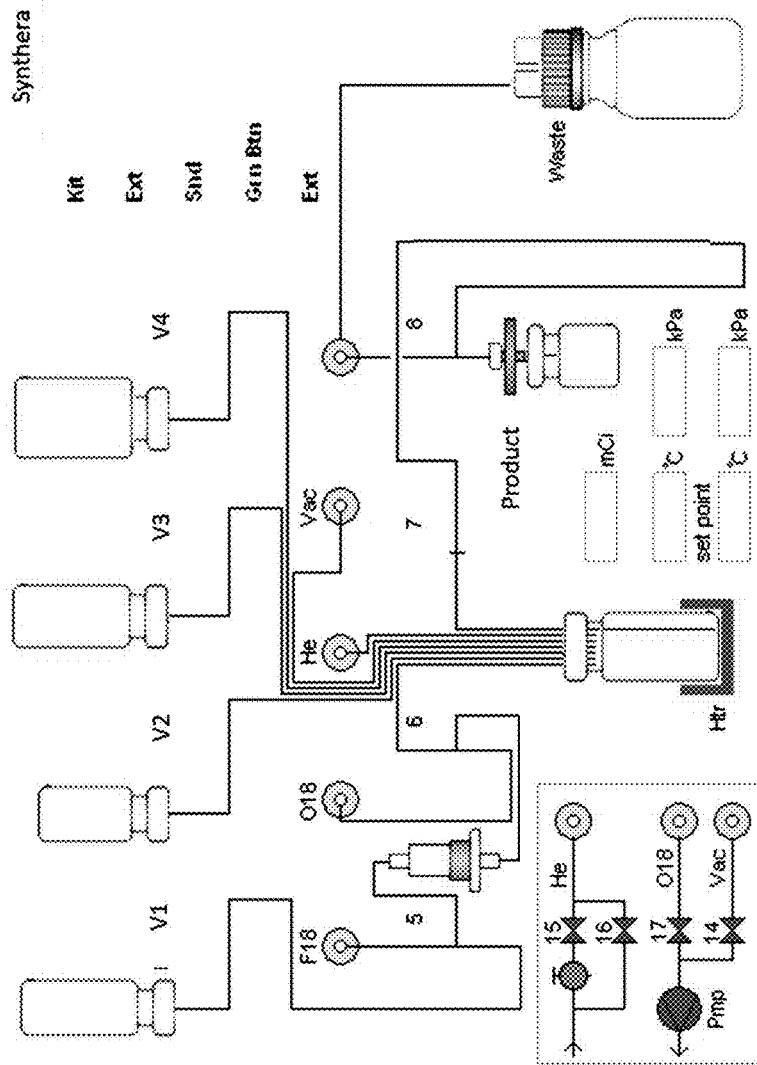 Synthera
Kit
Ext
Snd
Grn Btn
Ext
V1
V2
V3
V4
F18
O18
He
Vac
5
6
7
8
Product
Waste
mCi
°C
kPa
set point
°C
kPa
Htr
He
15
16
O18
17
Vac
14
Pmp